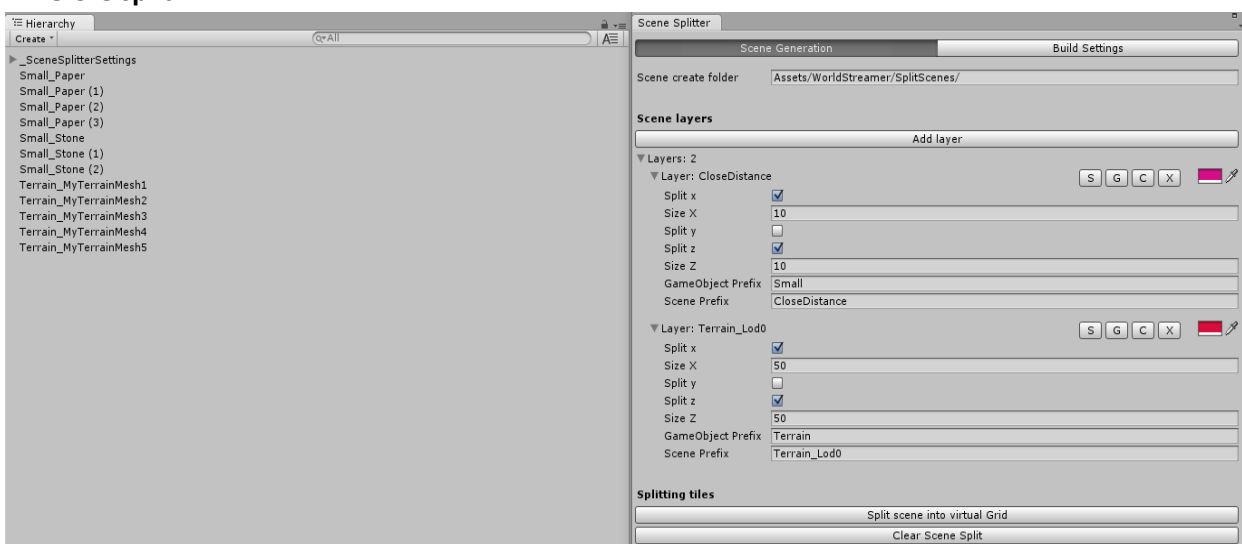 Hierarchy
Create
All
_SceneSplitterSettings
Small_Paper
Small_Paper (1)
Small_Paper (2)
Small_Paper (3)
Small_Stone
Small_Stone (1)
Small_Stone (2)
Terrain_MyTerrainMesh1
Terrain_MyTerrainMesh2
Terrain_MyTerrainMesh3
Terrain_MyTerrainMesh4
Terrain_MyTerrainMesh5
Scene Splitter
Scene Generation Build Settings
Scene create folder Assets/WorldStreamer/SplitScenes/
Scene layers
Add layer
Layers: 2
Layer: CloseDistance S G C X
Split x
Size X 10
Split y
Split z
Size Z 10
GameObject Prefix Small
Scene Prefix CloseDistance
Layer: Terrain_Lod0 S G C X
Split x
Size X 50
Split y
Split z
Size Z 50
GameObject Prefix Terrain
Scene Prefix Terrain_Lod0
Splitting tiles
Split scene into virtual Grid
Clear Scene Split